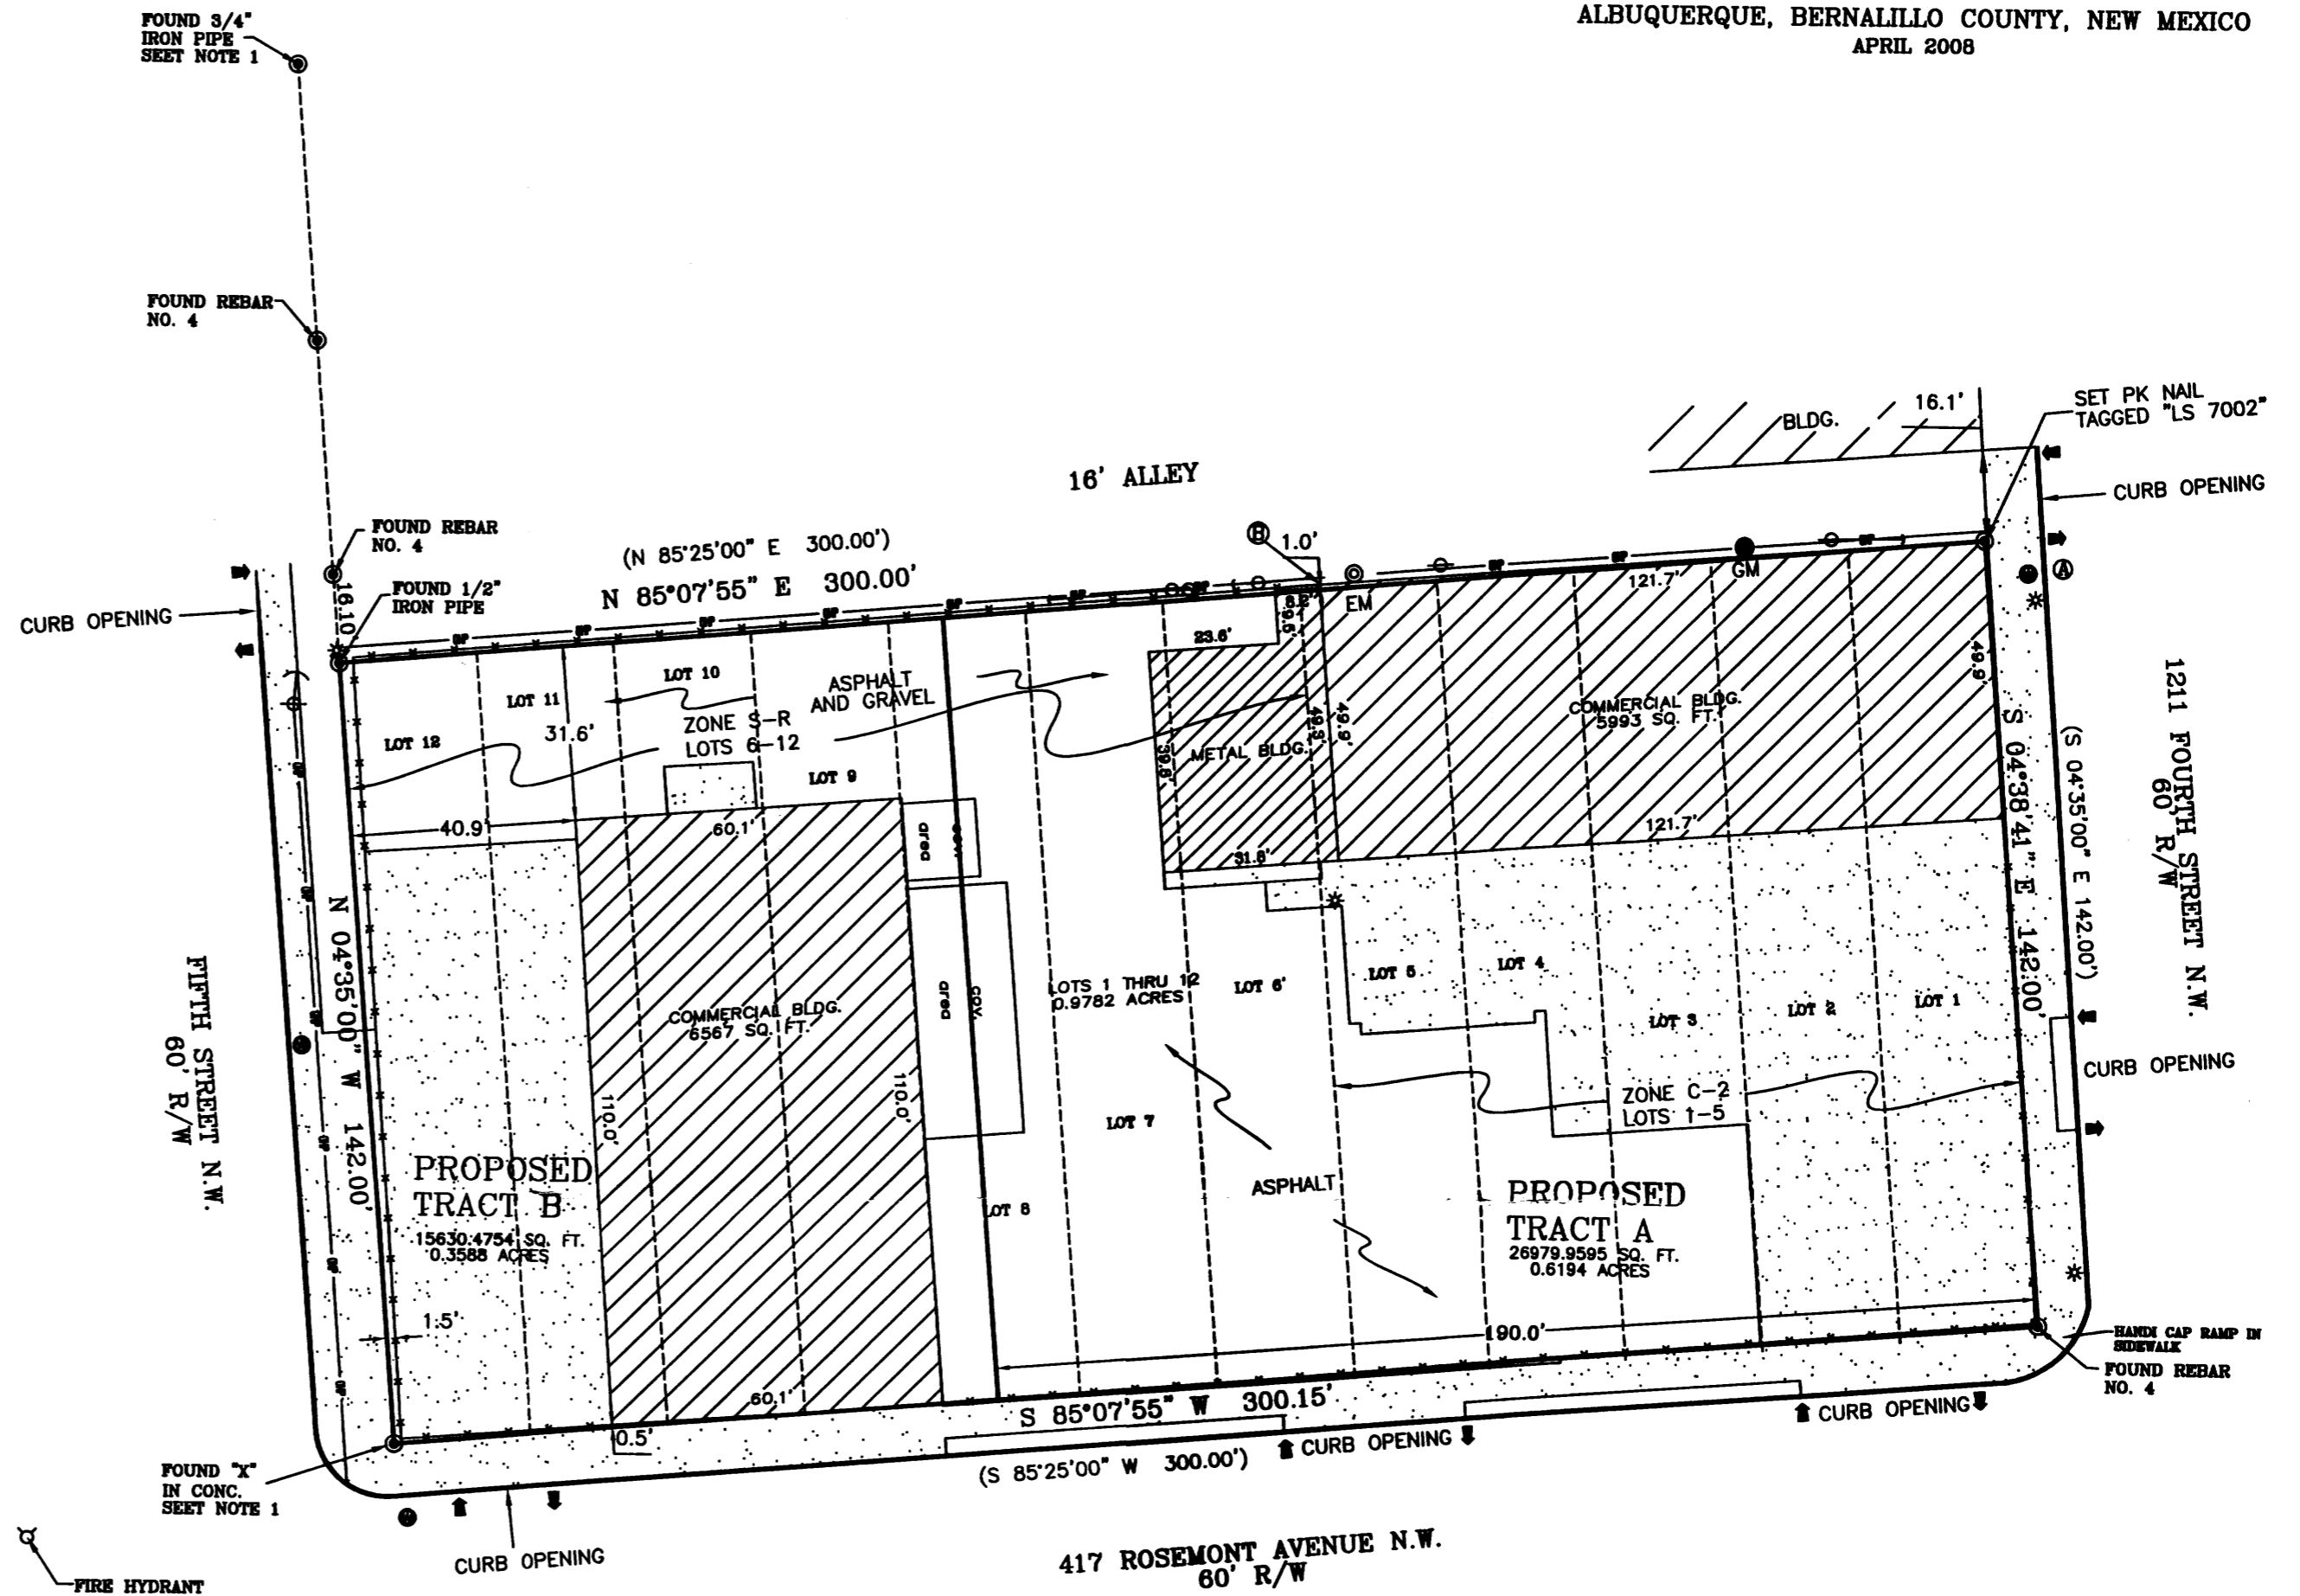 ALBUQUERQUE, BERNALILLO COUNTY, NEW MEXICO
APRIL 2008
FOUND 3/4"
IRON PIPE
SEET NOTE 1
FOUND REBAR
NO. 4
FOUND REBAR
NO. 4
FOUND 1/2"
IRON PIPE
16.10
CURB OPENING
(N 85°25'00" E 300.00')
N 85°07'55" E 300.00'
16' ALLEY
BLDG.
16.1'
SET PK NAIL
TAGGED "LS 7002"
CURB OPENING
B
1.0'
A
EM
GM
121.7'
8.2'
9.6'
23.6'
49.9'
LOT 12
LOT 11
LOT 10
31.6'
ZONE S-R
LOTS 6-12
ASPHALT
AND GRAVEL
LOT 9
METAL BLDG.
39.8'
49.9'
COMMERCIAL BLDG.
5993 SQ. FT.
121.7'
31.8'
40.9'
60.1'
cov.
area
cov.
area
S 04°38'41" E 142.00'
(S 04°35'00" E 142.00')
1211 FOURTH STREET N.W.
60' R/W
FIFTH STREET N.W.
60' R/W
N 04°35'00" W 142.00'
COMMERCIAL BLDG.
6567 SQ. FT.
110.0'
110.0'
LOTS 1 THRU 12
0.9782 ACRES
LOT 6'
LOT 5
LOT 4
LOT 3
LOT 2
LOT 1
LOT 7
LOT 8
ZONE C-2
LOTS 1-5
CURB OPENING
ASPHALT
PROPOSED
TRACT B
15630.4754 SQ. FT.
0.3588 ACRES
PROPOSED
TRACT A
26979.9595 SQ. FT.
0.6194 ACRES
1.5'
190.0'
60.1'
0.5'
S 85°07'55" W 300.15'
(S 85°25'00" W 300.00')
CURB OPENING
CURB OPENING
HANDI CAP RAMP IN
SIDEWALK
FOUND REBAR
NO. 4
FOUND "X"
IN CONC.
SEET NOTE 1
CURB OPENING
FIRE HYDRANT
417 ROSEMONT AVENUE N.W.
60' R/W